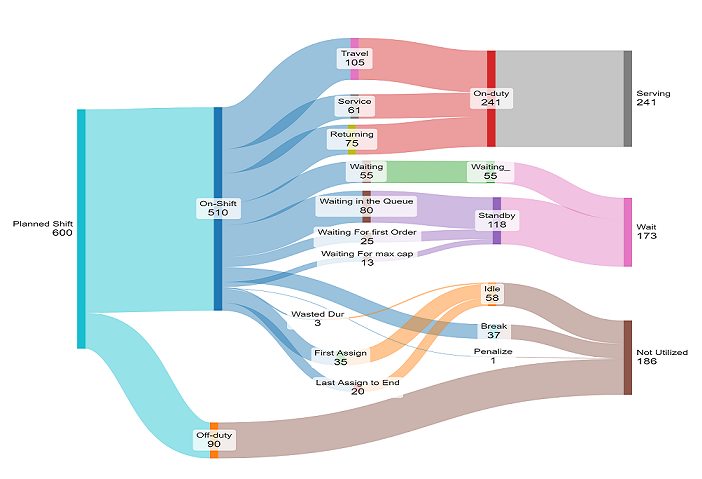 Planned Shift
600
On-Shift
510
Off-duty
90
Travel
105
Service
61
Returning
75
Waiting
55
Waiting in the Queue
80
Waiting For first Order
25
Waiting For max cap
13
Wasted Dur
3
First Assign
35
Last Assign to End
20
On-duty
241
Waiting_
55
Standby
118
Idle
58
Break
37
Penalize
1
Serving
241
Wait
173
Not Utilized
186